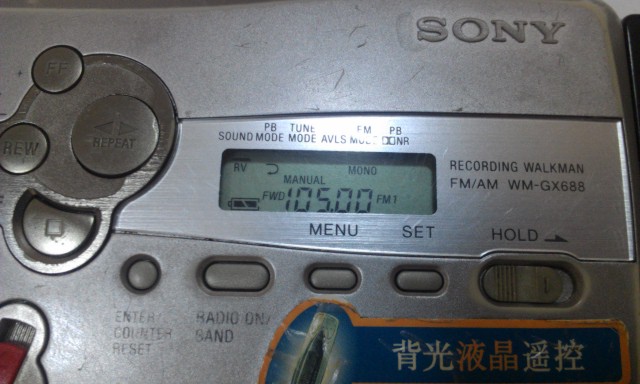 SONY
FF
REPEAT
REW
PB TUNE FM PB
SOUND MODE MODE AVLS MODE DNR
RV MONO
MANUAL
FWD 105.00 FM1
RECORDING WALKMAN
FM/AM WM-GX688
MENU SET HOLD
ENTER/
COUNTER
RESET
RADIO ON/
BAND
背光液晶遥控